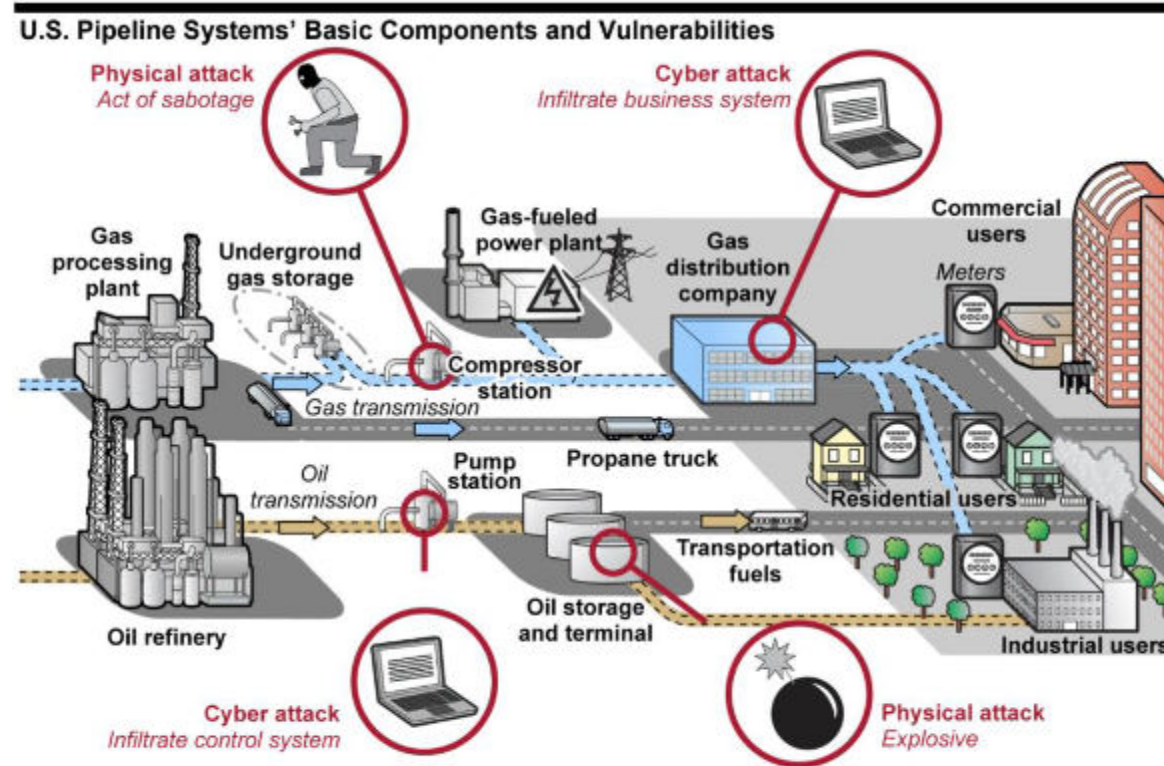 U.S. Pipeline Systems' Basic Components and Vulnerabilities
Physical attack
Act of sabotage
Cyber attack
Infiltrate business system
Gas
processing
plant
Underground
gas storage
Gas-fueled
power plant
Gas
distribution
company
Commercial
users
Meters
Compressor
station
Gas transmission
Propane truck
Residential users
Oil
transmission
Pump
station
Transportation
fuels
Oil refinery
Oil storage
and terminal
Industrial users
Cyber attack
Infiltrate control system
Physical attack
Explosive